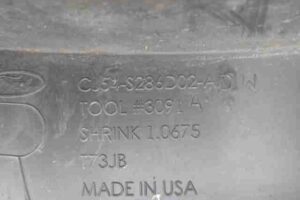 CJ54-S286D02-A W
TOOL #3091 A
SHRINK 1.0675
T73JB
MADE IN USA